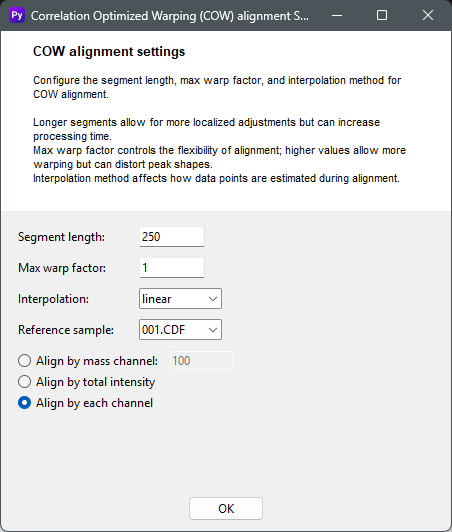 Py Correlation Optimized Warping (COW) alignment S...
COW alignment settings
Configure the segment length, max warp factor, and interpolation method for
COW alignment.
Longer segments allow for more localized adjustments but can increase
processing time.
Max warp factor controls the flexibility of alignment; higher values allow more
warping but can distort peak shapes.
Interpolation method affects how data points are estimated during alignment.
Segment length: 250
Max warp factor: 1
Interpolation: linear
Reference sample: 001.CDF
Align by mass channel: 100
Align by total intensity
Align by each channel
OK